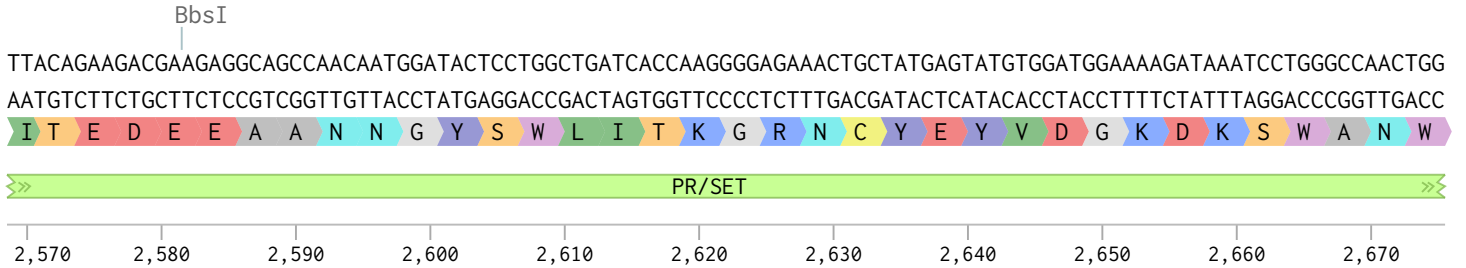 BbsI
TTACAGAAGACGAAGAGGCAGCCAACAATGGATACTCCTGGCTGATCACCAAGGGGAGAAACTGCTATGAGTATGTGGATGGAAAAGATAAATCCTGGGCCAACTGG
AATGTCTTCTGCTTCTCCGTCGGTTGTTACCTATGAGGACCGACTAGTGGTTCCCCTCTTTGACGATACTCATACACCTACCTTTTCTATTTAGGACCCGGTTGACC
I T E D E E A A N N G Y S W L I T K G R N C Y E Y V D G K D K S W A N W
PR/SET
2,570 2,580 2,590 2,600 2,610 2,620 2,630 2,640 2,650 2,660 2,670